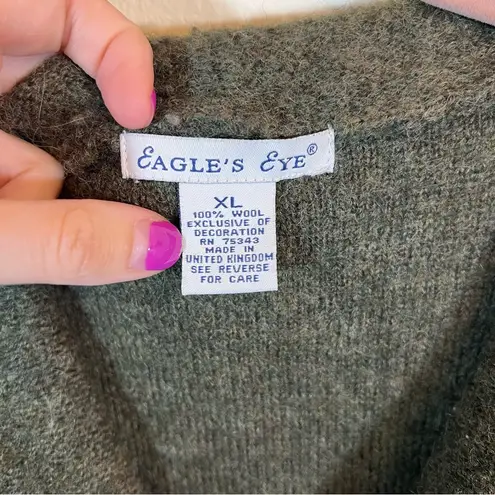 EAGLE'S EYE®
XL
100% WOOL
EXCLUSIVE OF
DECORATION
RN 75343
MADE IN
UNITED KINGDOM
SEE REVERSE
FOR CARE